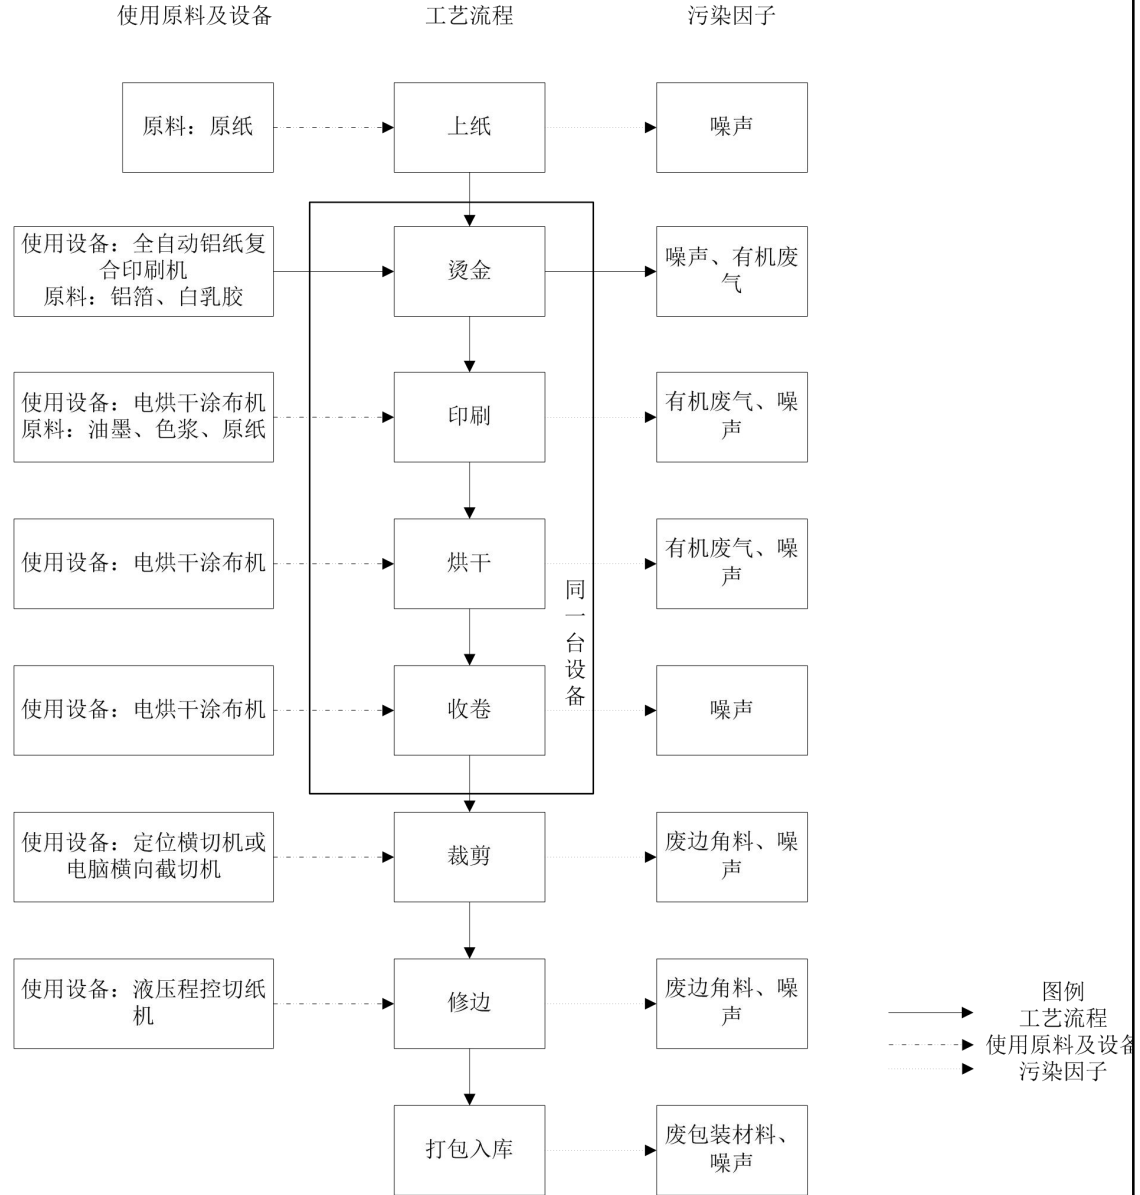 使用原料及设备
工艺流程
污染因子
原料：原纸
上纸
噪声
使用设备：全自动铝纸复
合印刷机
原料：铝箔、白乳胶
烫金
噪声、有机废
气
使用设备：电烘干涂布机
原料：油墨、色浆、原纸
印刷
有机废气、噪
声
使用设备：电烘干涂布机
烘干
有机废气、噪
声
同一台设备
使用设备：电烘干涂布机
收卷
噪声
使用设备：定位横切机或
电脑横向截切机
裁剪
废边角料、噪
声
使用设备：液压程控切纸
机
修边
废边角料、噪
声
图例
工艺流程
使用原料及设备
污染因子
打包入库
废包装材料、
噪声